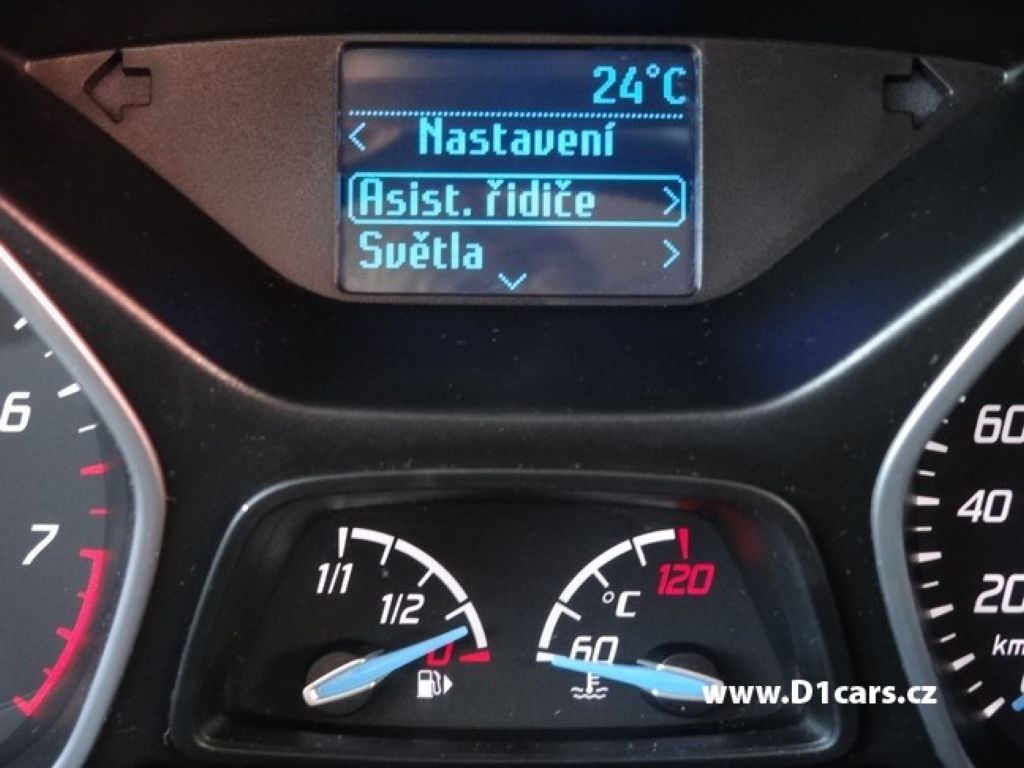 24°C
< Nastavení
Asist. řidiče >
Světla >
6
7
1/1
1/2
0
°C
120
60
60
40
20
km
www.D1cars.cz